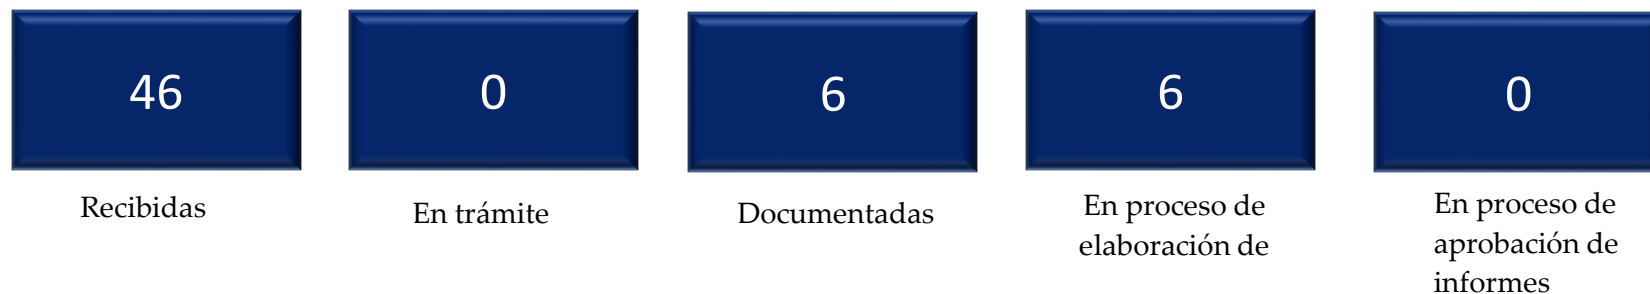 46
0
6
6
0
Recibidas
En trámite
Documentadas
En proceso de
elaboración de
En proceso de
aprobación de
informes